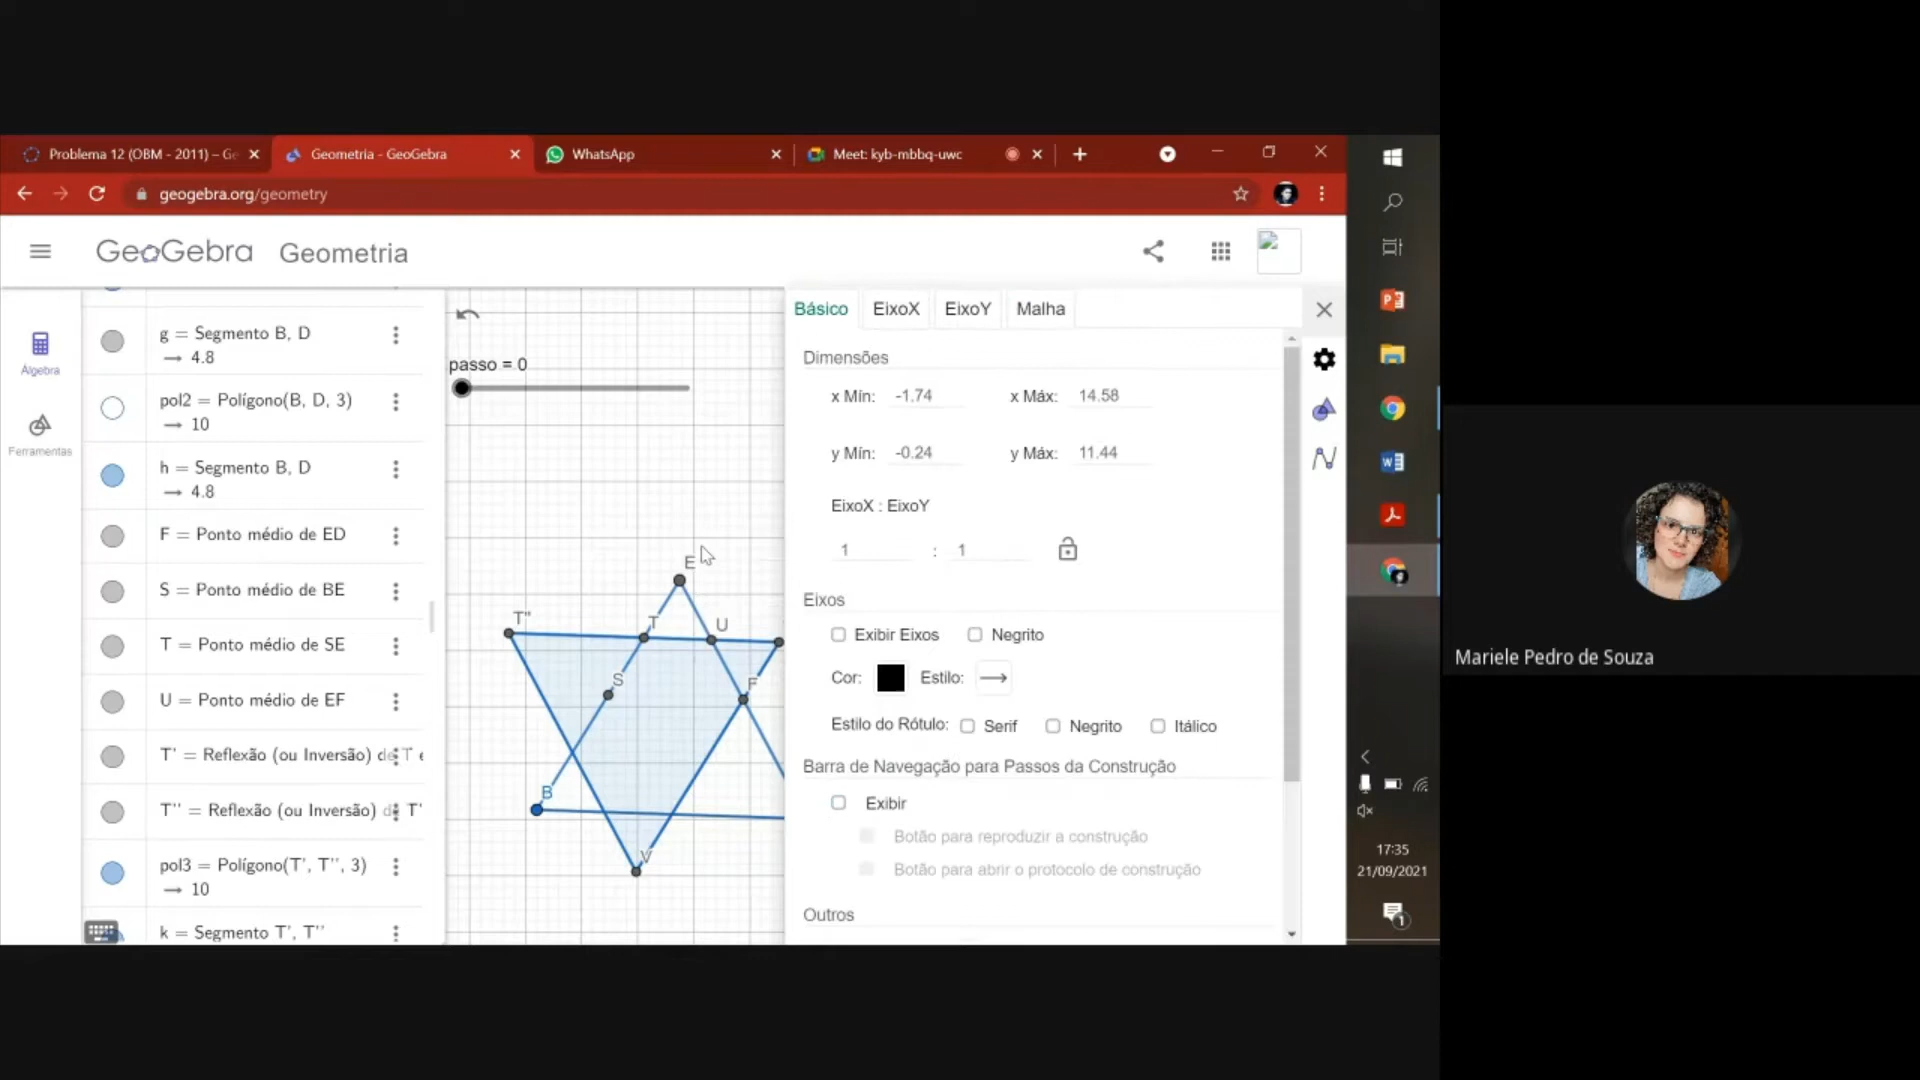 Problema 12 (OBM - 2011) – Ge
Geometria - GeoGebra
WhatsApp
Meet: kyb-mbbq-uwc
geogebra.org/geometry
GeoGebra Geometria
Álgebra
Ferramentas
g = Segmento B, D
→ 4.8
pol2 = Polígono(B, D, 3)
→ 10
h = Segmento B, D
→ 4.8
F = Ponto médio de ED
S = Ponto médio de BE
T = Ponto médio de SE
U = Ponto médio de EF
T' = Reflexão (ou Inversão) de T e
T'' = Reflexão (ou Inversão) de T'
pol3 = Polígono(T', T'', 3)
→ 10
k = Segmento T', T''
passo = 0
E
T''
T
U
S
F
B
V
Básico
EixoX
EixoY
Malha
Dimensões
x Mín: -1.74 x Máx: 14.58
y Mín: -0.24 y Máx: 11.44
EixoX : EixoY
1 : 1
Eixos
Exibir Eixos Negrito
Cor: Estilo:
Estilo do Rótulo: Serif Negrito Itálico
Barra de Navegação para Passos da Construção
Exibir
Botão para reproduzir a construção
Botão para abrir o protocolo de construção
Outros
17:35
21/09/2021
1
Mariele Pedro de Souza